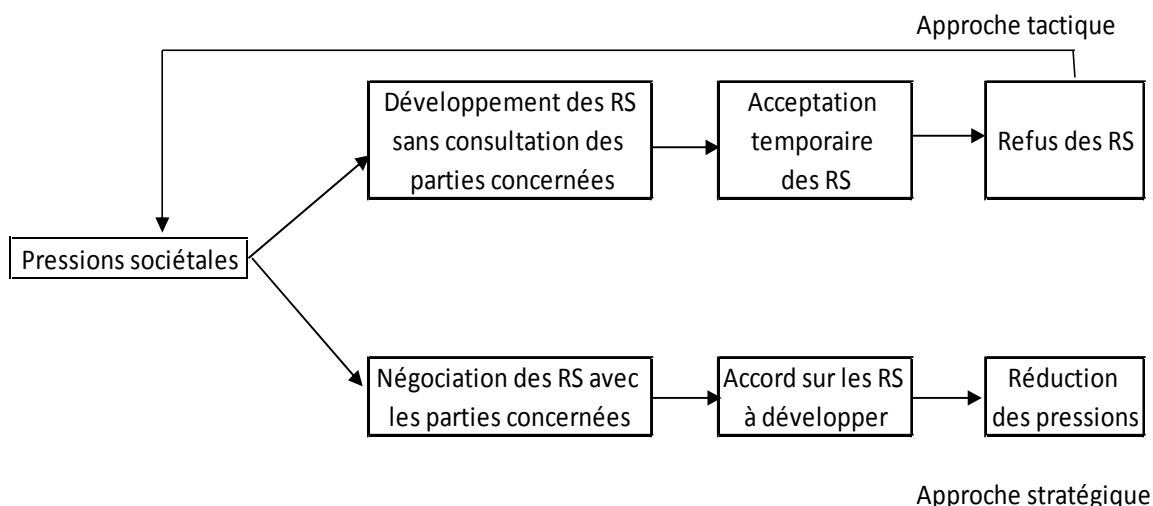 Approche tactique
Développement des RS
sans consultation des
parties concernées
Acceptation
temporaire
des RS
Refus des RS
Pressions sociétales
Négociation des RS avec
les parties concernées
Accord sur les RS
à développer
Réduction
des pressions
Approche stratégique